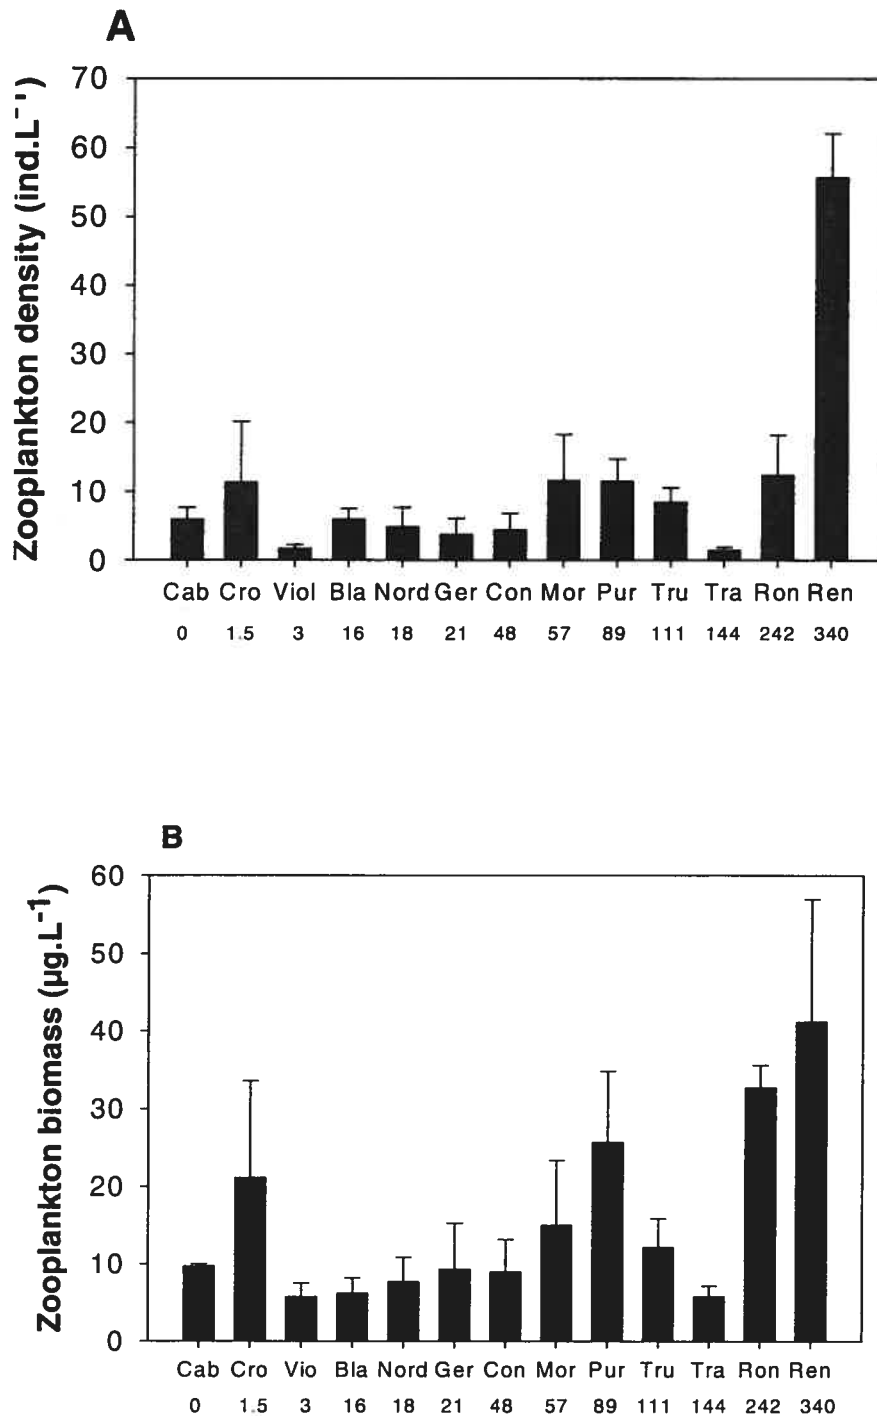 A
Zooplankton density (ind.L⁻')
70
60
50
40
30
20
10
0
Cab Cro Viol Bla Nord Ger Con Mor Pur Tru Tra Ron Ren
0 1.5 3 16 18 21 48 57 89 111 144 242 340
B
Zooplankton biomass (µg.L⁻¹)
60
50
40
30
20
10
0
Cab Cro Vio Bla Nord Ger Con Mor Pur Tru Tra Ron Ren
0 1.5 3 16 18 21 48 57 89 111 144 242 340